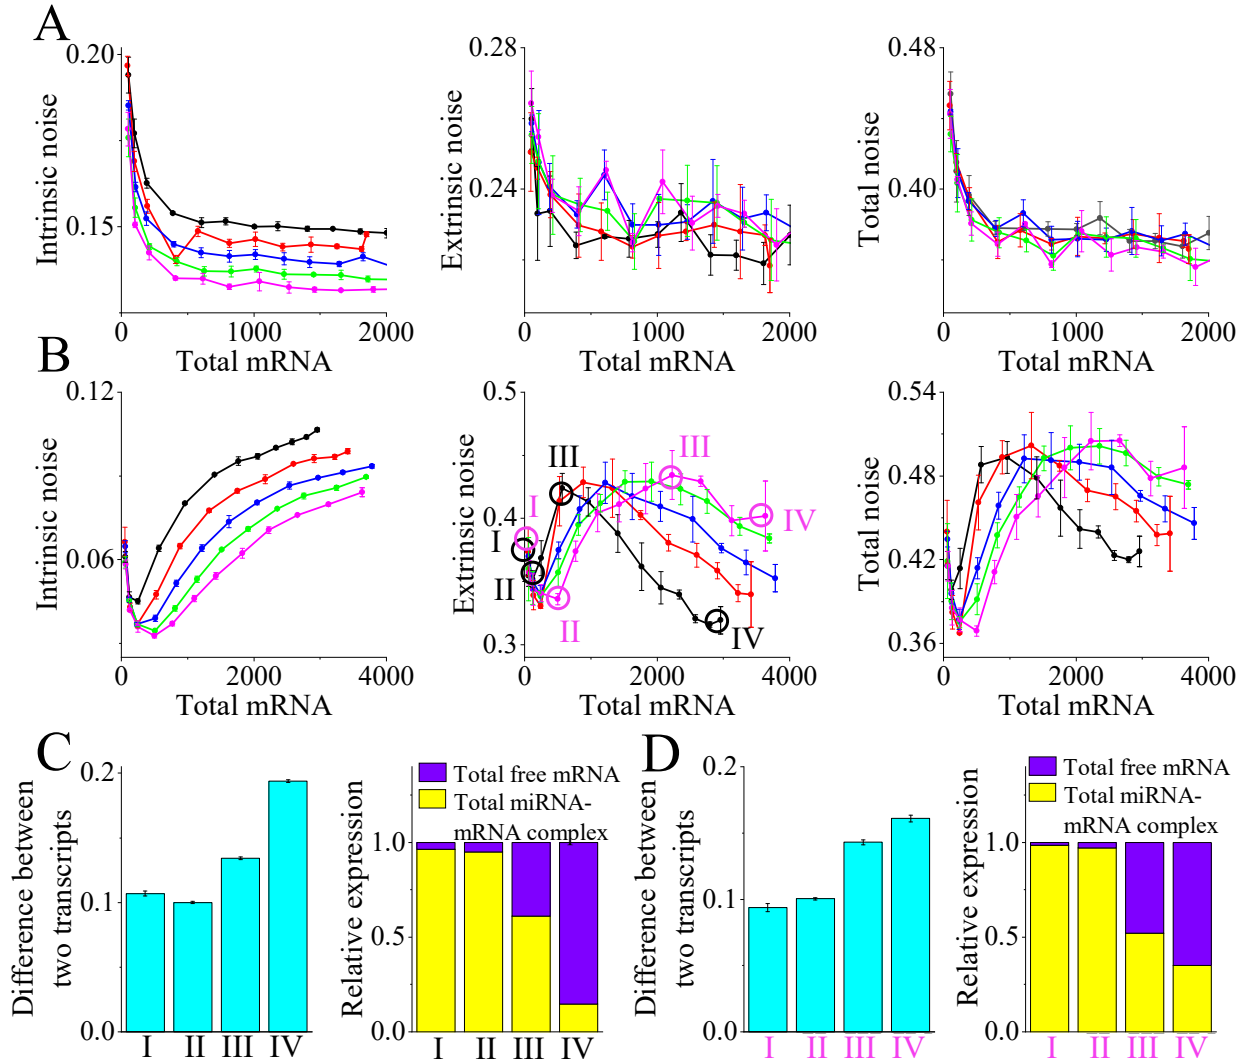 A
0.20
0.15
0
1000
2000
Intrinsic noise
Total mRNA
0.28
0.24
0
1000
2000
Extrinsic noise
Total mRNA
0.48
0.40
0
1000
2000
Total noise
Total mRNA
B
0.12
0.06
0
2000
4000
Intrinsic noise
Total mRNA
0.5
0.4
0.3
0
2000
4000
Extrinsic noise
Total mRNA
I
II
III
IV
I
II
III
IV
0.54
0.48
0.42
0.36
0
2000
4000
Total noise
Total mRNA
C
0.2
0.1
0.0
Difference between
two transcripts
I II III IV
Total free mRNA
Total miRNA-
mRNA complex
1.0
0.5
0.0
Relative expression
I II III IV
D
0.2
0.1
0.0
Difference between
two transcripts
I II III IV
Total free mRNA
Total miRNA-
mRNA complex
1.0
0.5
0.0
Relative expression
I II III IV